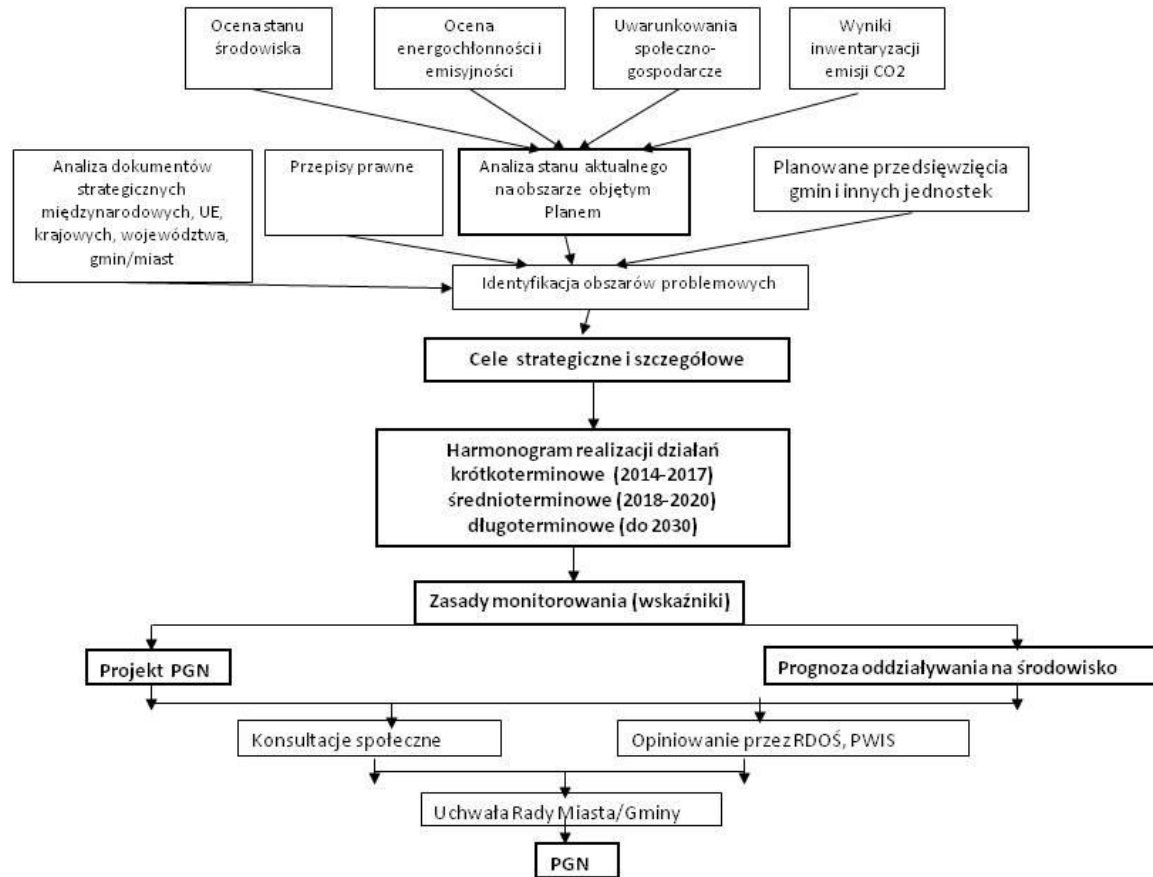 Ocena stanu
środowiska
Ocena
energochłonności i
emisyjności
Uwarunkowania
społeczno-
gospodarcze
Wyniki
inwentaryzacji
emisji CO2
Analiza dokumentów
strategicznych
międzynarodowych, UE,
krajowych, województwa,
gmin/miast
Przepisy prawne
Analiza stanu aktualnego
na obszarze objętym
Planem
Planowane przedsięwzięcia
gmin i innych jednostek
Identyfikacja obszarów problemowych
Cele strategiczne i szczegółowe
Harmonogram realizacji działań
krótkoterminowe (2014-2017)
średnioterminowe (2018-2020)
długoterminowe (do 2030)
Zasady monitorowania (wskaźniki)
Projekt PGN
Prognoza oddziaływania na środowisko
Konsultacje społeczne
Opiniowanie przez RDOŚ, PWIS
Uchwała Rady Miasta/Gminy
PGN